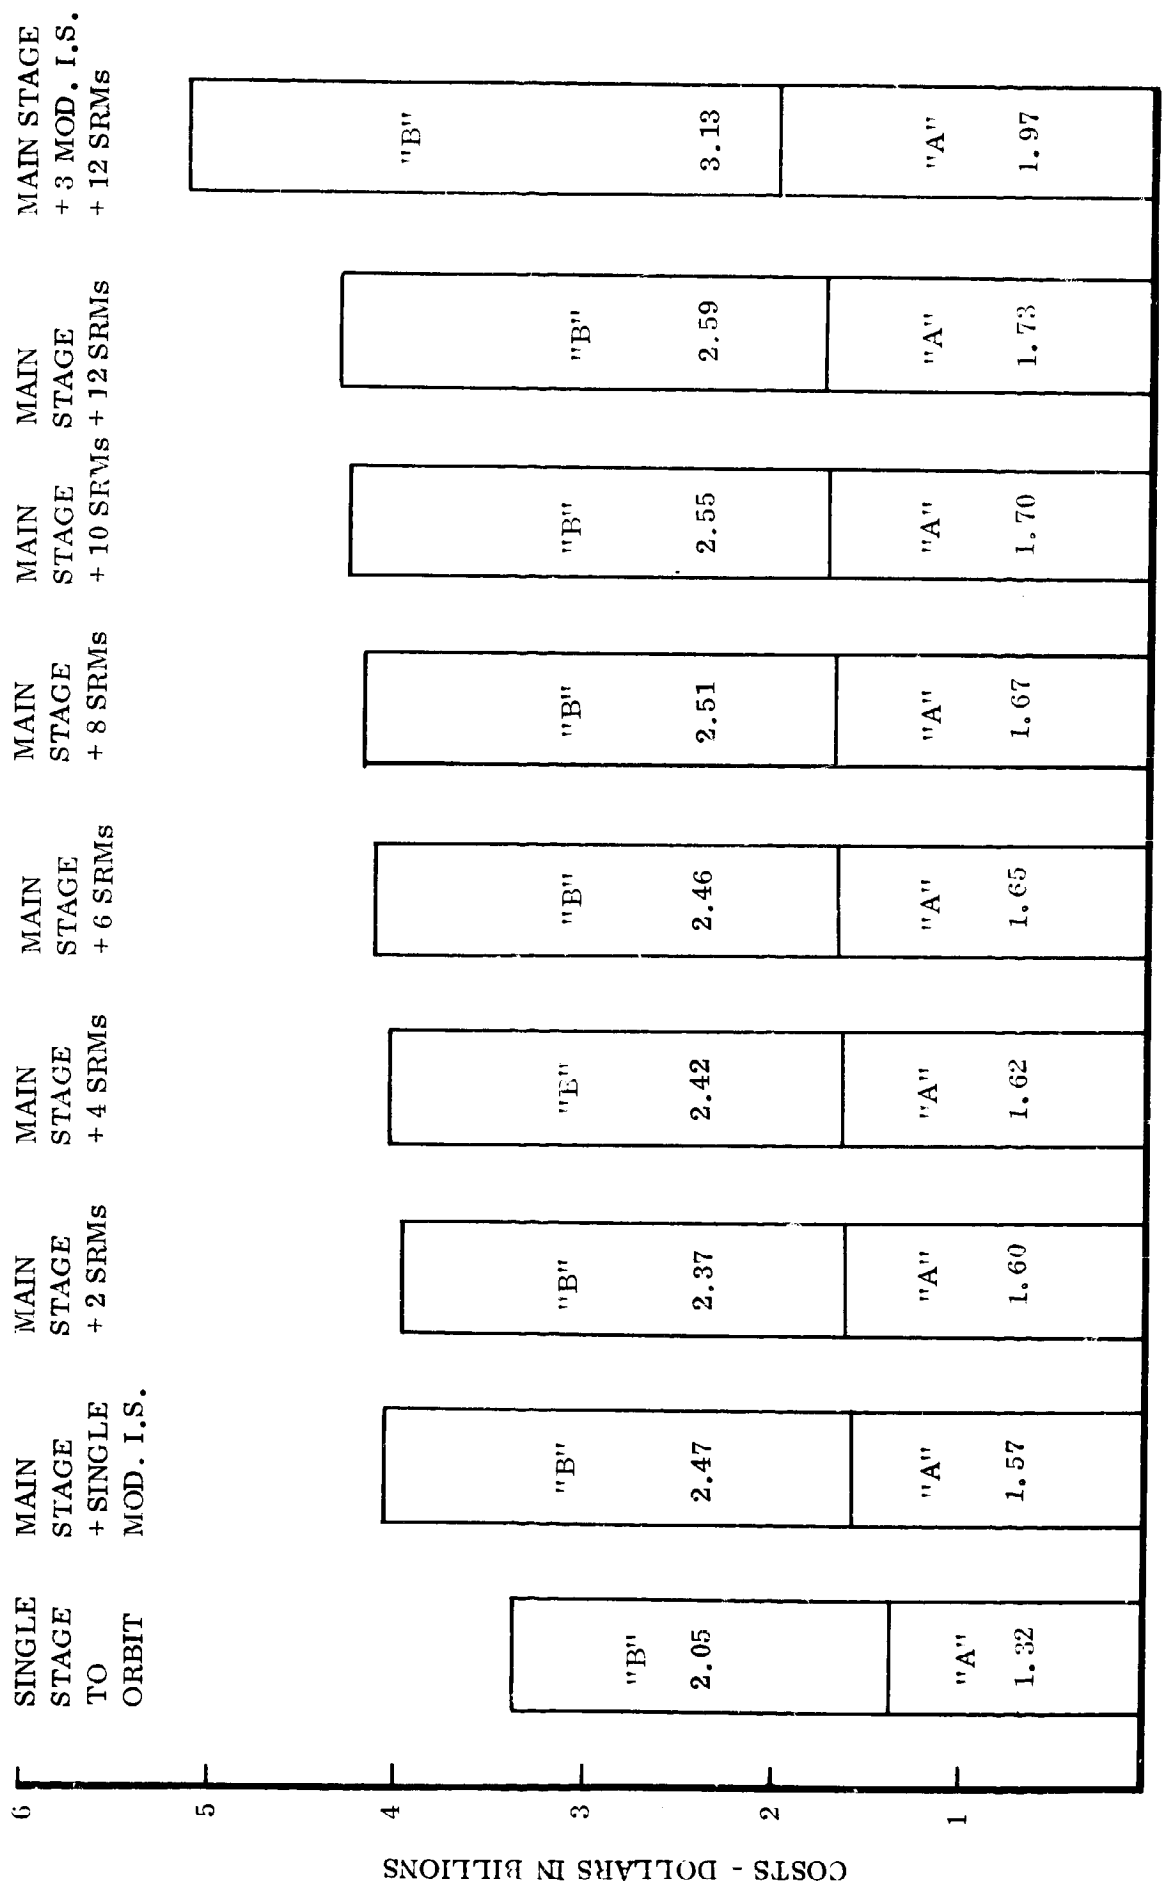 SINGLE
STAGE
TO
ORBIT
MAIN
STAGE
+SINGLE
MOD. I.S.
MAIN
STAGE
+ 2 SRMs
MAIN
STAGE
+ 4 SRMs
MAIN
STAGE
+ 6 SRMs
MAIN
STAGE
+ 8 SRMs
MAIN
STAGE
+ 10 SRMs
MAIN
STAGE
+ 12 SRMs
MAIN STAGE
+ 3 MOD. I.S.
+ 12 SRMs
COSTS - DOLLARS IN BILLIONS
6
5
4
3
2
1
"B"
2.05
"A"
1.32
"B"
2.47
"A"
1.57
"B"
2.37
"A"
1.60
"B"
2.42
"A"
1.62
"B"
2.46
"A"
1.65
"B"
2.51
"A"
1.67
"B"
2.55
"A"
1.70
"B"
2.59
"A"
1.73
"B"
3.13
"A"
1.97